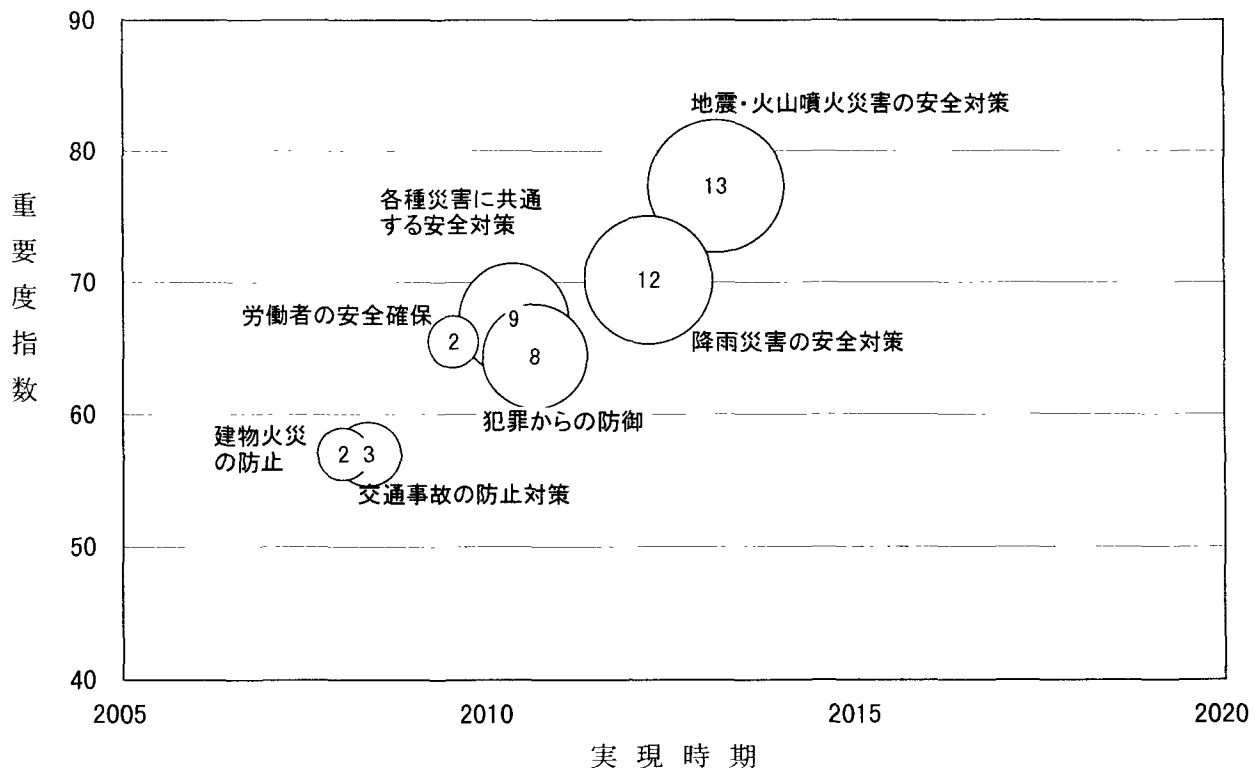 90
80
70
60
50
40
重要度指数
2005
2010
2015
2020
実現時期
地震・火山噴火災害の安全対策
13
各種災害に共通
する安全対策
12
労働者の安全確保
9
2
8
降雨災害の安全対策
犯罪からの防御
建物火災
の防止
2
3
交通事故の防止対策